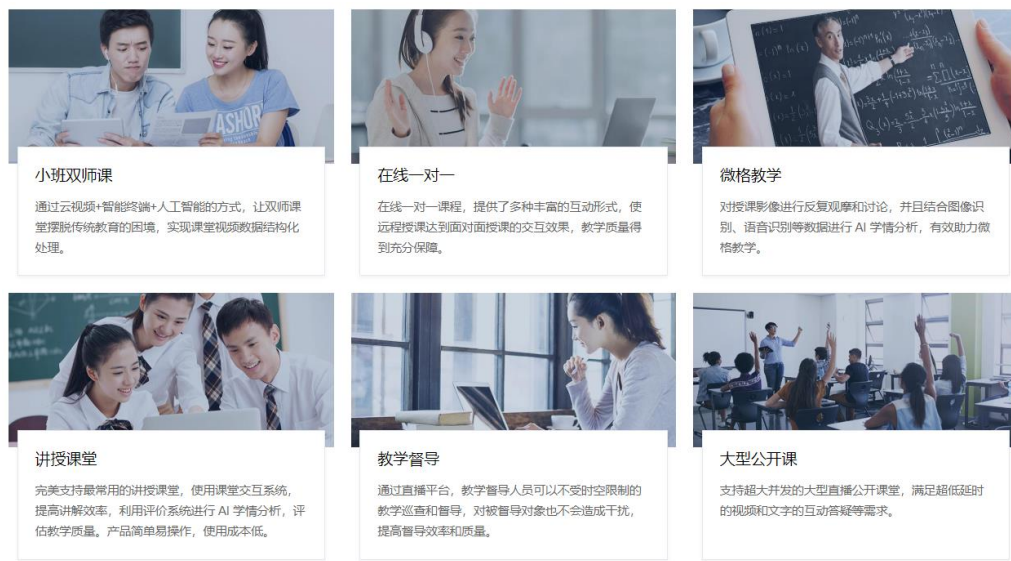 ASHOR
小班双师课
通过云视频+智能终端+人工智能的方式，让双师课
堂摆脱传统教育的困境，实现课堂视频数据结构化
处理。
在线一对一
在线一对一课程，提供了多种丰富的互动形式，使
远程授课达到面对面授课的交互效果，教学质量得
到充分保障。
微格教学
对授课影像进行反复观摩和讨论，并且结合图像识
别、语音识别等数据进行 AI 学情分析，有效助力微
格教学。
讲授课堂
完美支持最常用的讲授课堂，使用课堂交互系统，
提高讲解效率，利用评价系统进行 AI 学情分析，评
估教学质量。产品简单易操作，使用成本低。
教学督导
通过直播平台，教学督导人员可以不受时空限制的
教学巡查和督导，对被督导对象也不会造成干扰，
提高督导效率和质量。
大型公开课
支持超大并发的大型直播公开课堂，满足超低延时
的视频和文字的互动答疑等需求。